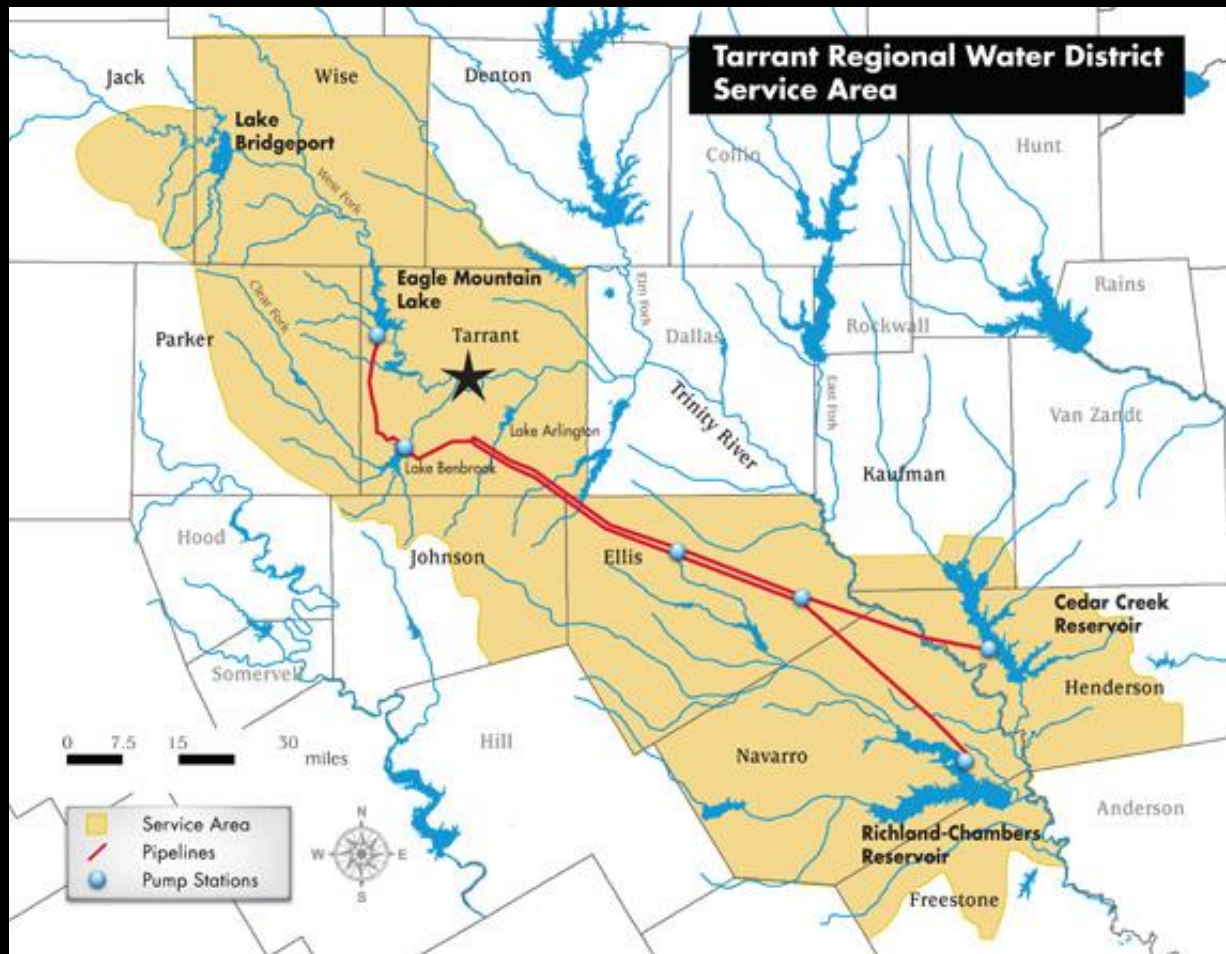 Tarrant Regional Water District
Service Area
Jack
Wise
Denton
Collin
Hunt
Lake
Bridgeport
West Fork
Eagle Mountain
Lake
Clear Fork
Elm Fork
Rains
Parker
Tarrant
Dallas
Rockwall
Trinity River
East Fork
Van Zandt
Lake Arlington
Lake Benbrook
Kaufman
Hood
Johnson
Ellis
Cedar Creek
Reservoir
Somervell
Henderson
0 7.5 15 30
miles
Hill
Navarro
Anderson
Richland-Chambers
Reservoir
Freestone
Service Area
Pipelines
Pump Stations
N
W E
S